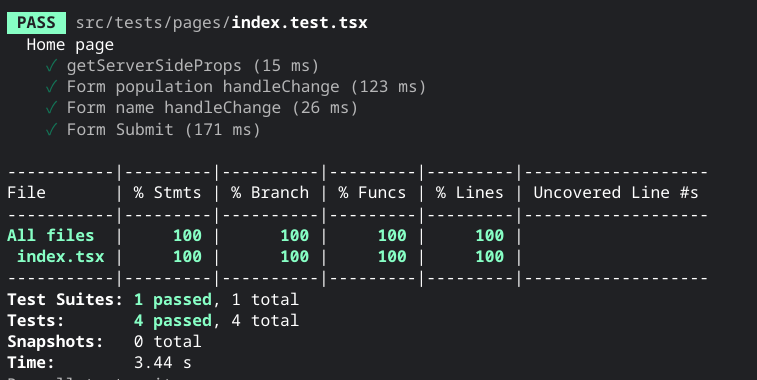 PASS src/tests/pages/index.test.tsx
Home page
✓ getServerSideProps (15 ms)
✓ Form population handleChange (123 ms)
✓ Form name handleChange (26 ms)
✓ Form Submit (171 ms)
-----------|---------|----------|---------|---------|-------------------
File | % Stmts | % Branch | % Funcs | % Lines | Uncovered Line #s
-----------|---------|----------|---------|---------|-------------------
All files | 100 | 100 | 100 | 100 |
index.tsx | 100 | 100 | 100 | 100 |
-----------|---------|----------|---------|---------|-------------------
Test Suites: 1 passed, 1 total
Tests: 4 passed, 4 total
Snapshots: 0 total
Time: 3.44 s